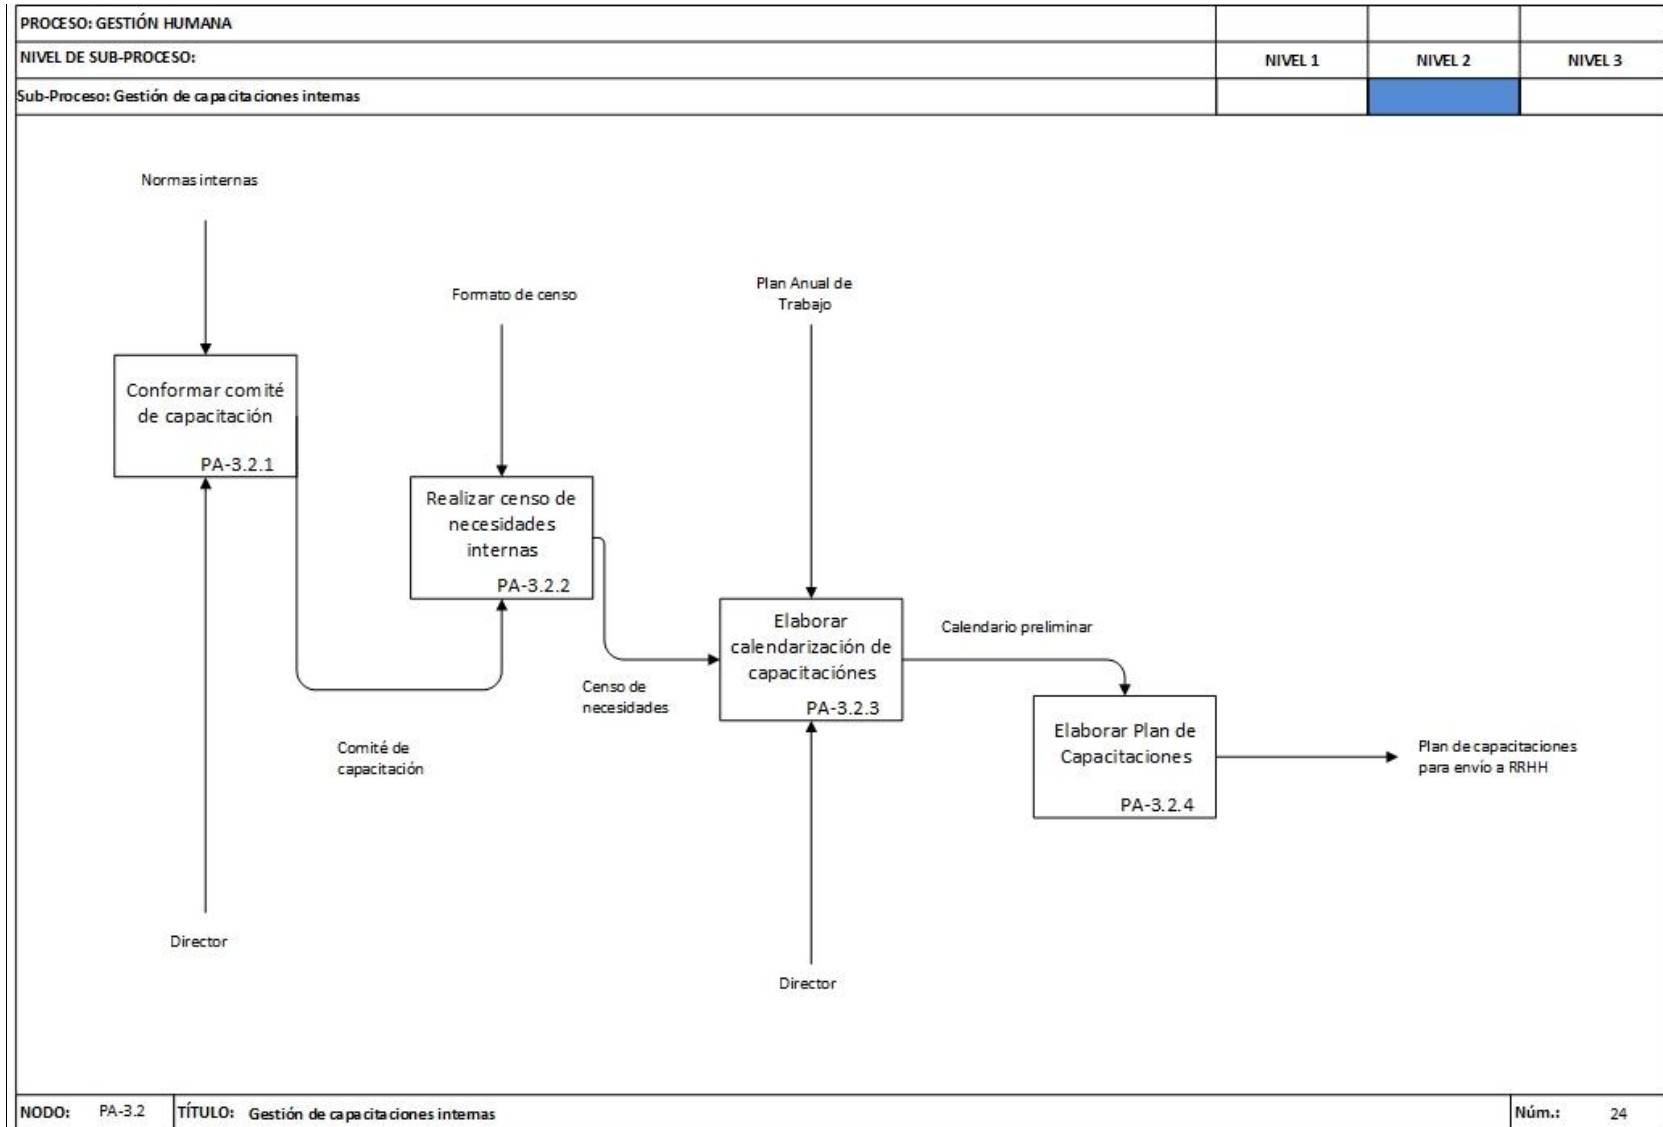 PROCESO: GESTIÓN HUMANA
NIVEL DE SUB-PROCESO:
NIVEL 1
NIVEL 2
NIVEL 3
Sub-Proceso: Gestión de capacitaciones internas
Normas internas
Formato de censo
Plan Anual de
Trabajo
Conformar comité
de capacitación
PA-3.2.1
Realizar censo de
necesidades
internas
PA-3.2.2
Elaborar
calendarización de
capacitaciónes
PA-3.2.3
Calendario preliminar
Censo de
necesidades
Comité de
capacitación
Elaborar Plan de
Capacitaciones
PA-3.2.4
Plan de capacitaciones
para envío a RRHH
Director
Director
NODO: PA-3.2
TÍTULO: Gestión de capacitaciones internas
Núm.: 24